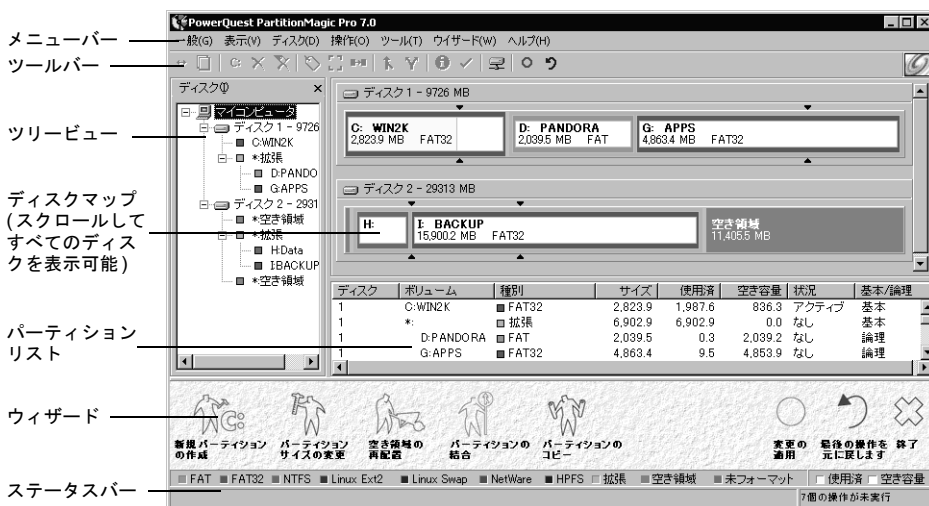 PowerQuest PartitionMagic Pro 7.0
一般(G) 表示(V) ディスク(D) 操作(O) ツール(T) ウイザード(W) ヘルプ(H)
メニューバー
ツールバー
ツリービュー
ディスクマップ
(スクロールして
すべてのディス
クを表示可能)
パーティション
リスト
ウィザード
ステータスバー
ディスク
マイコンピュータ
ディスク 1 - 9726
C:WIN2K
*:拡張
D:PANDO
G:APPS
ディスク 2 - 2931
*:空き領域
*:拡張
H:Data
I:BACKUP
*:空き領域
ディスク 1 - 9726 MB
C: WIN2K
2,823.9 MB FAT32
D: PANDORA
2,039.5 MB FAT
G: APPS
4,863.4 MB FAT32
ディスク 2 - 29313 MB
H:
I: BACKUP
15,900.2 MB FAT32
空き領域
11,405.5 MB
ディスク ボリューム 種別 サイズ 使用済 空き容量 状況 基本/論理
1 C:WIN2K FAT32 2,823.9 1,987.6 836.3 アクティブ 基本
1 *: 拡張 6,902.9 6,902.9 0.0 なし 基本
1 D:PANDORA FAT 2,039.5 0.3 2,039.2 なし 論理
1 G:APPS FAT32 4,863.4 9.5 4,853.9 なし 論理
新規パーティション
の作成
パーティション
サイズの変更
空き領域の
再配置
パーティションの
結合
パーティションの
コピー
変更の
適用
最後の操作を
元に戻します
終了
FAT FAT32 NTFS Linux Ext2 Linux Swap NetWare HPFS 拡張 空き領域 未フォーマット 使用済 空き容量
7個の操作が未実行